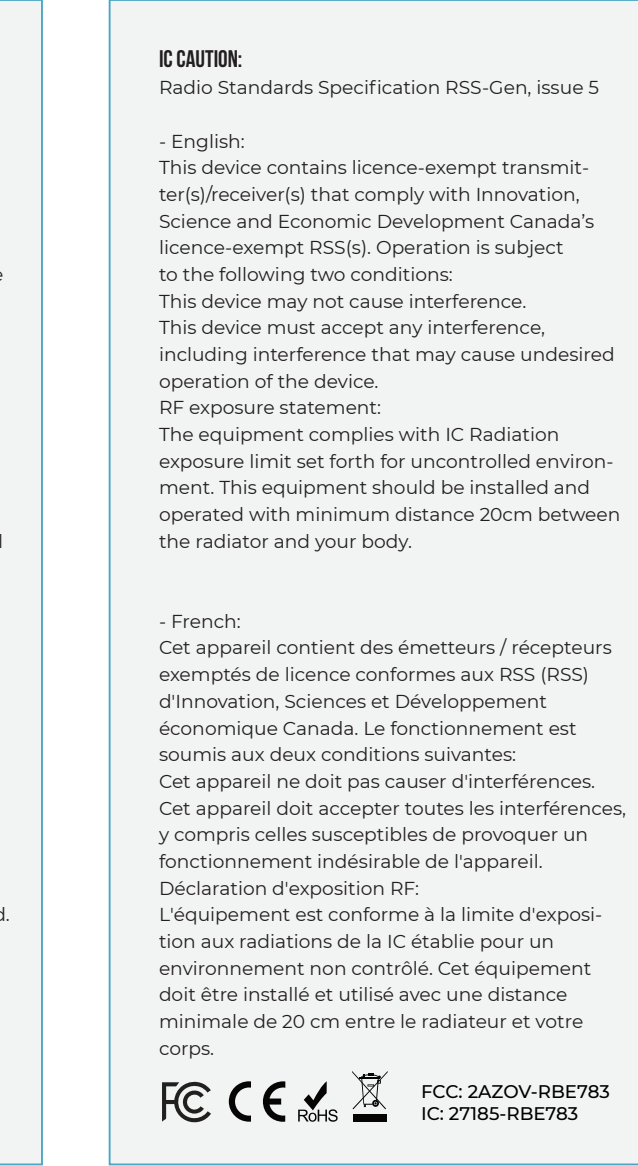 IC CAUTION:
Radio Standards Specification RSS-Gen, issue 5
- English:
This device contains licence-exempt transmit-
ter(s)/receiver(s) that comply with Innovation,
Science and Economic Development Canada's
licence-exempt RSS(s). Operation is subject
to the following two conditions:
This device may not cause interference.
This device must accept any interference,
including interference that may cause undesired
operation of the device.
RF exposure statement:
The equipment complies with IC Radiation
exposure limit set forth for uncontrolled environ-
ment. This equipment should be installed and
operated with minimum distance 20cm between
the radiator and your body.
- French:
Cet appareil contient des émetteurs / récepteurs
exemptés de licence conformes aux RSS (RSS)
d'Innovation, Sciences et Développement
économique Canada. Le fonctionnement est
soumis aux deux conditions suivantes:
Cet appareil ne doit pas causer d'interférences.
Cet appareil doit accepter toutes les interférences,
y compris celles susceptibles de provoquer un
fonctionnement indésirable de l'appareil.
Déclaration d'exposition RF:
L'équipement est conforme à la limite d'exposi-
tion aux radiations de la IC établie pour un
environnement non contrôlé. Cet équipement
doit être installé et utilisé avec une distance
minimale de 20 cm entre le radiateur et votre
corps.
FC CE RoHS
FCC: 2AZOV-RBE783
IC: 27185-RBE783